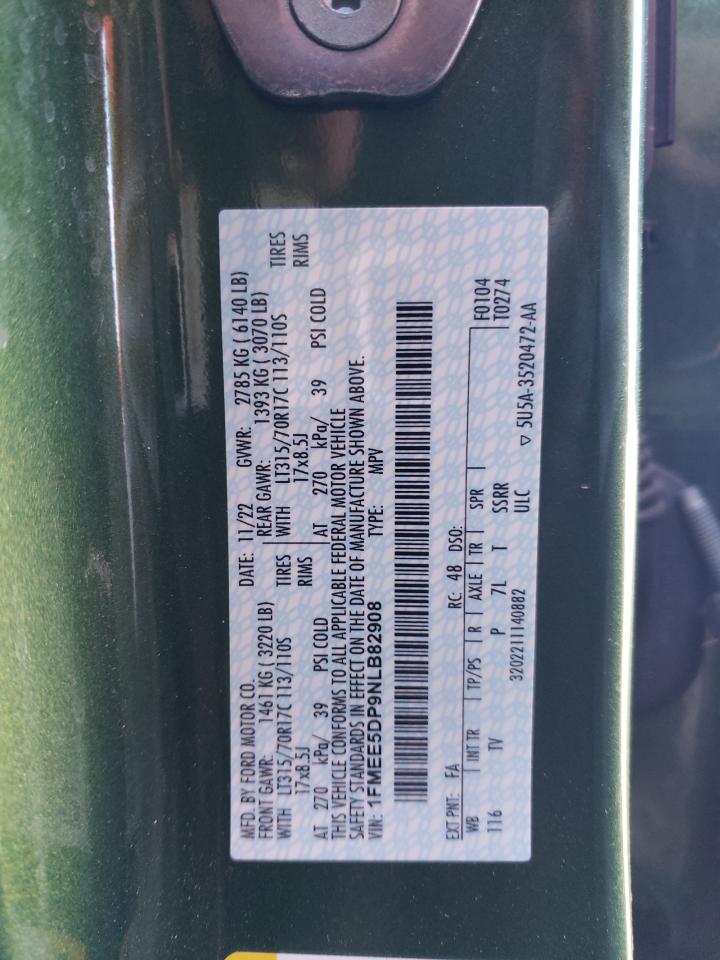 MFD. BY FORD MOTOR CO.
DATE: 11/22 GVWR: 2785 KG ( 6140 LB)
FRONT GAWR: 1461 KG ( 3220 LB) REAR GAWR: 1393 KG ( 3070 LB)
WITH LT315/70R17C 113/110S TIRES WITH LT315/70R17C 113/110S TIRES
17x8.5J RIMS 17x8.5J RIMS
AT 270 kPa/ 39 PSI COLD AT 270 kPa/ 39 PSI COLD
THIS VEHICLE CONFORMS TO ALL APPLICABLE FEDERAL MOTOR VEHICLE
SAFETY STANDARDS IN EFFECT ON THE DATE OF MANUFACTURE SHOWN ABOVE.
VIN: 1FMEE5DP9NLB82908 TYPE: MPV
EXT PNT: FA RC: 48 DSO:
WB INT TR TP/PS R AXLE TR SPR F0104
T0274
116 TV P 7L T SSRR
3202211140882 ULC ▽ 5U5A-3520472-AA